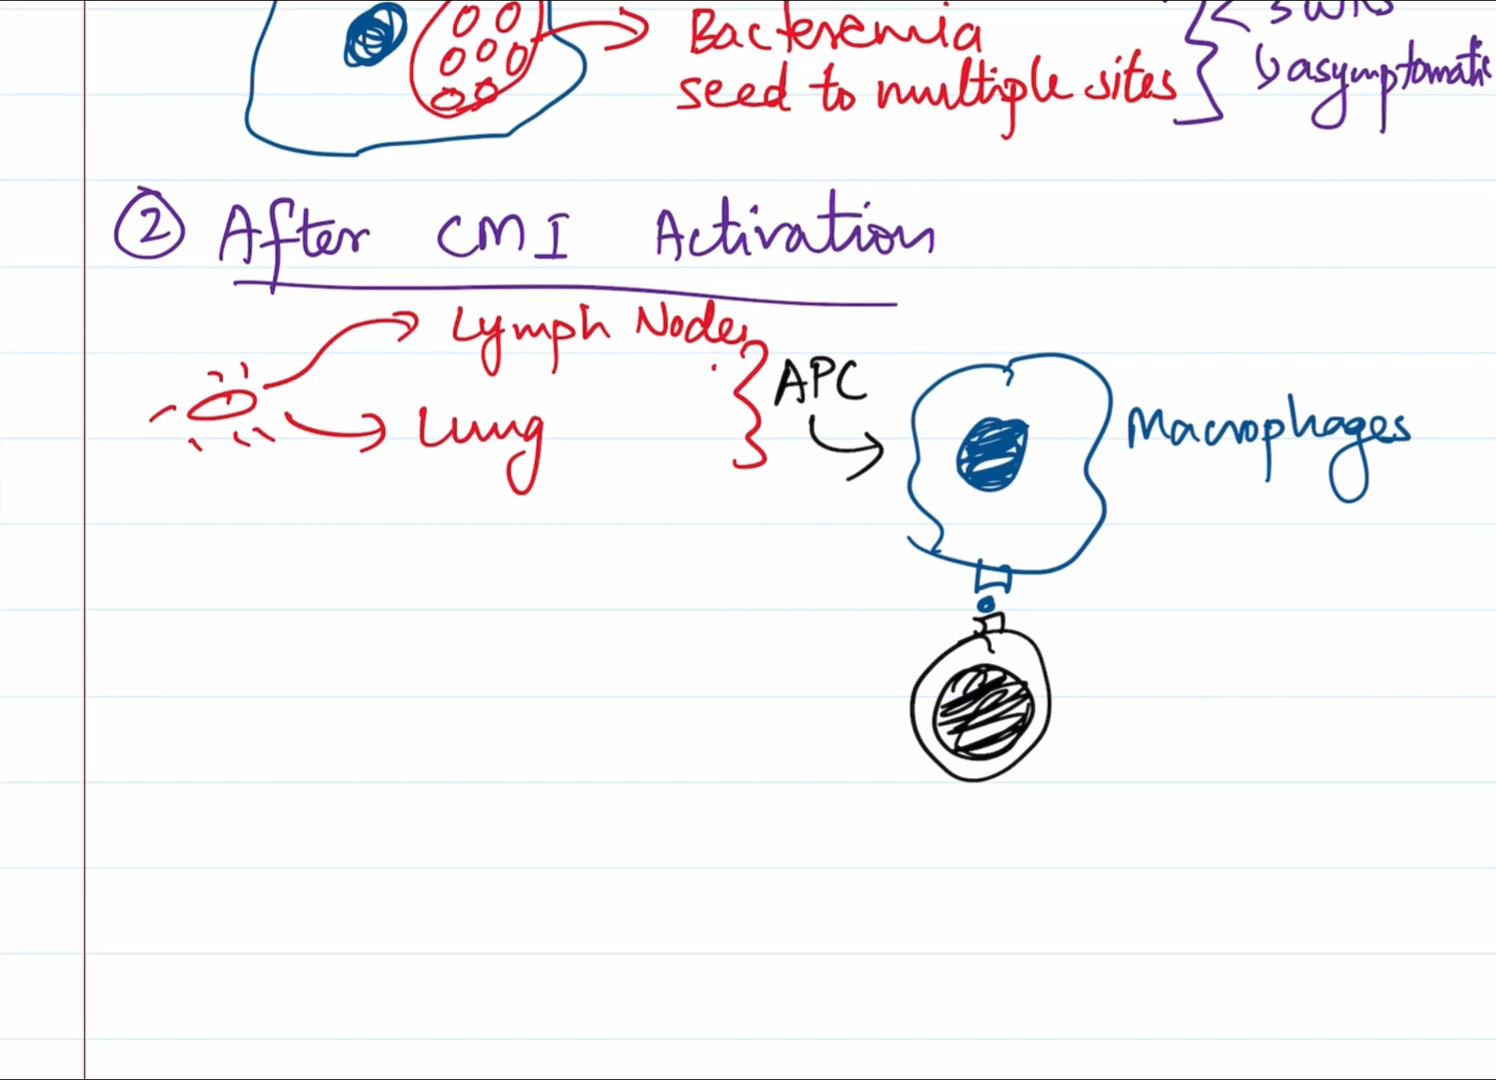 Bacteremia
seed to multiple sites
asymptomatic
② After CMI Activation
Lymph Nodes
Lung
APC
Macrophages